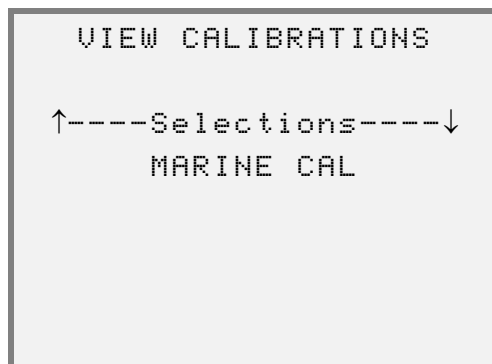 VIEW CALIBRATIONS
↑----Selections----↓
MARINE CAL